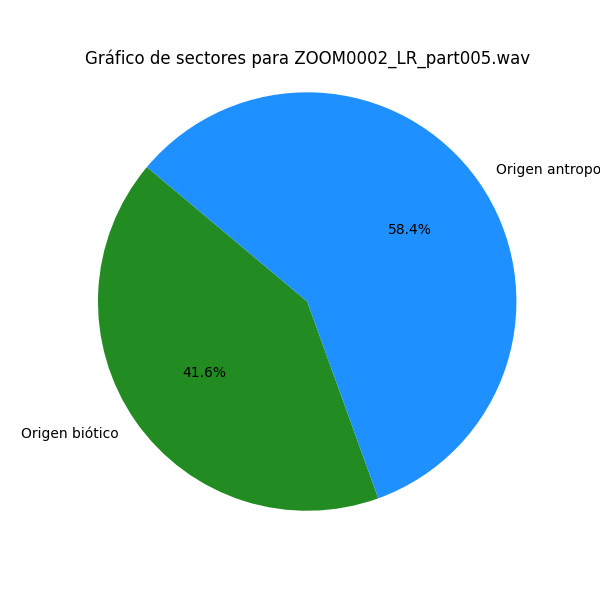 Gráfico de sectores para ZOOM0002_LR_part005.wav
Origen antropo
58.4%
41.6%
Origen biótico